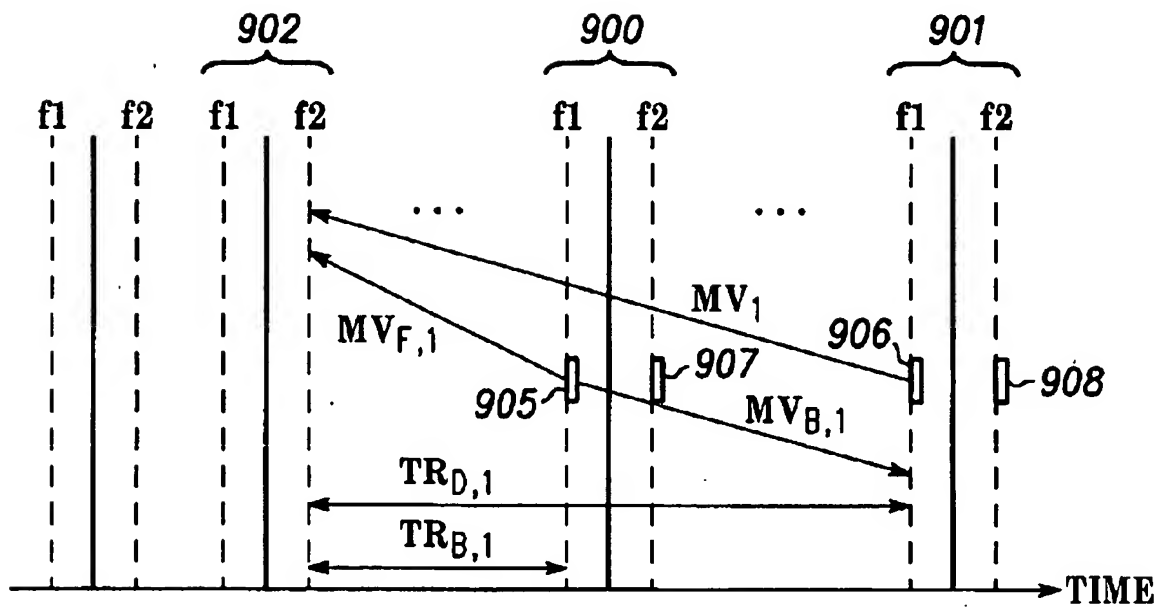 902 900 901
f1 f2 f1 f2 f1 f2 f1 f2
... ...
MV1
MVF,1
906
907
908
905
MVB,1
TRD,1
TRB,1
TIME